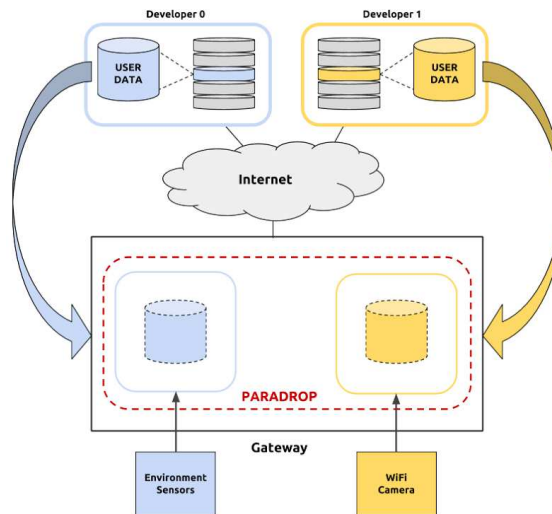 Developer 0
Developer 1
USER
DATA
USER
DATA
Internet
PARADROP
Gateway
Environment
Sensors
WiFi
Camera